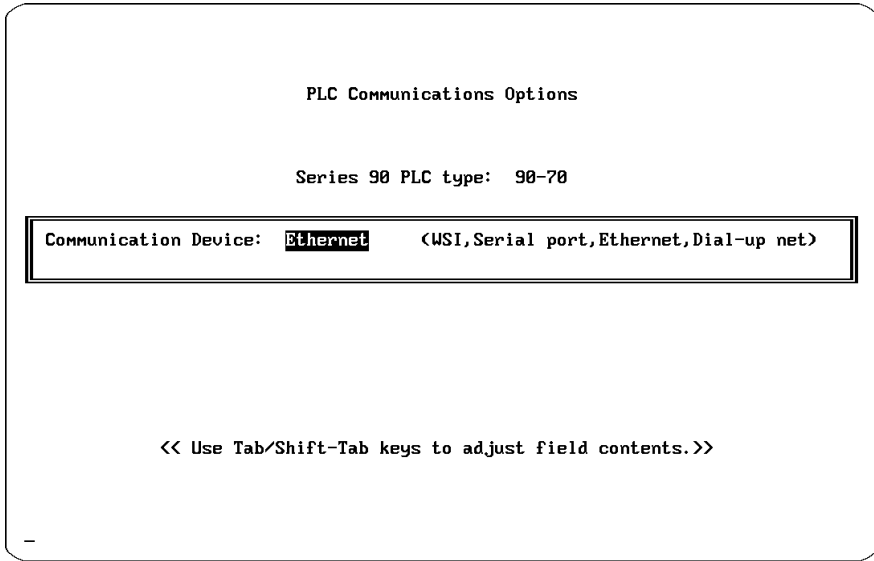 PLC Communications Options
Series 90 PLC type: 90-70
Communication Device: Ethernet (WSI,Serial port,Ethernet,Dial-up net)
<< Use Tab/Shift-Tab keys to adjust field contents.>>
_